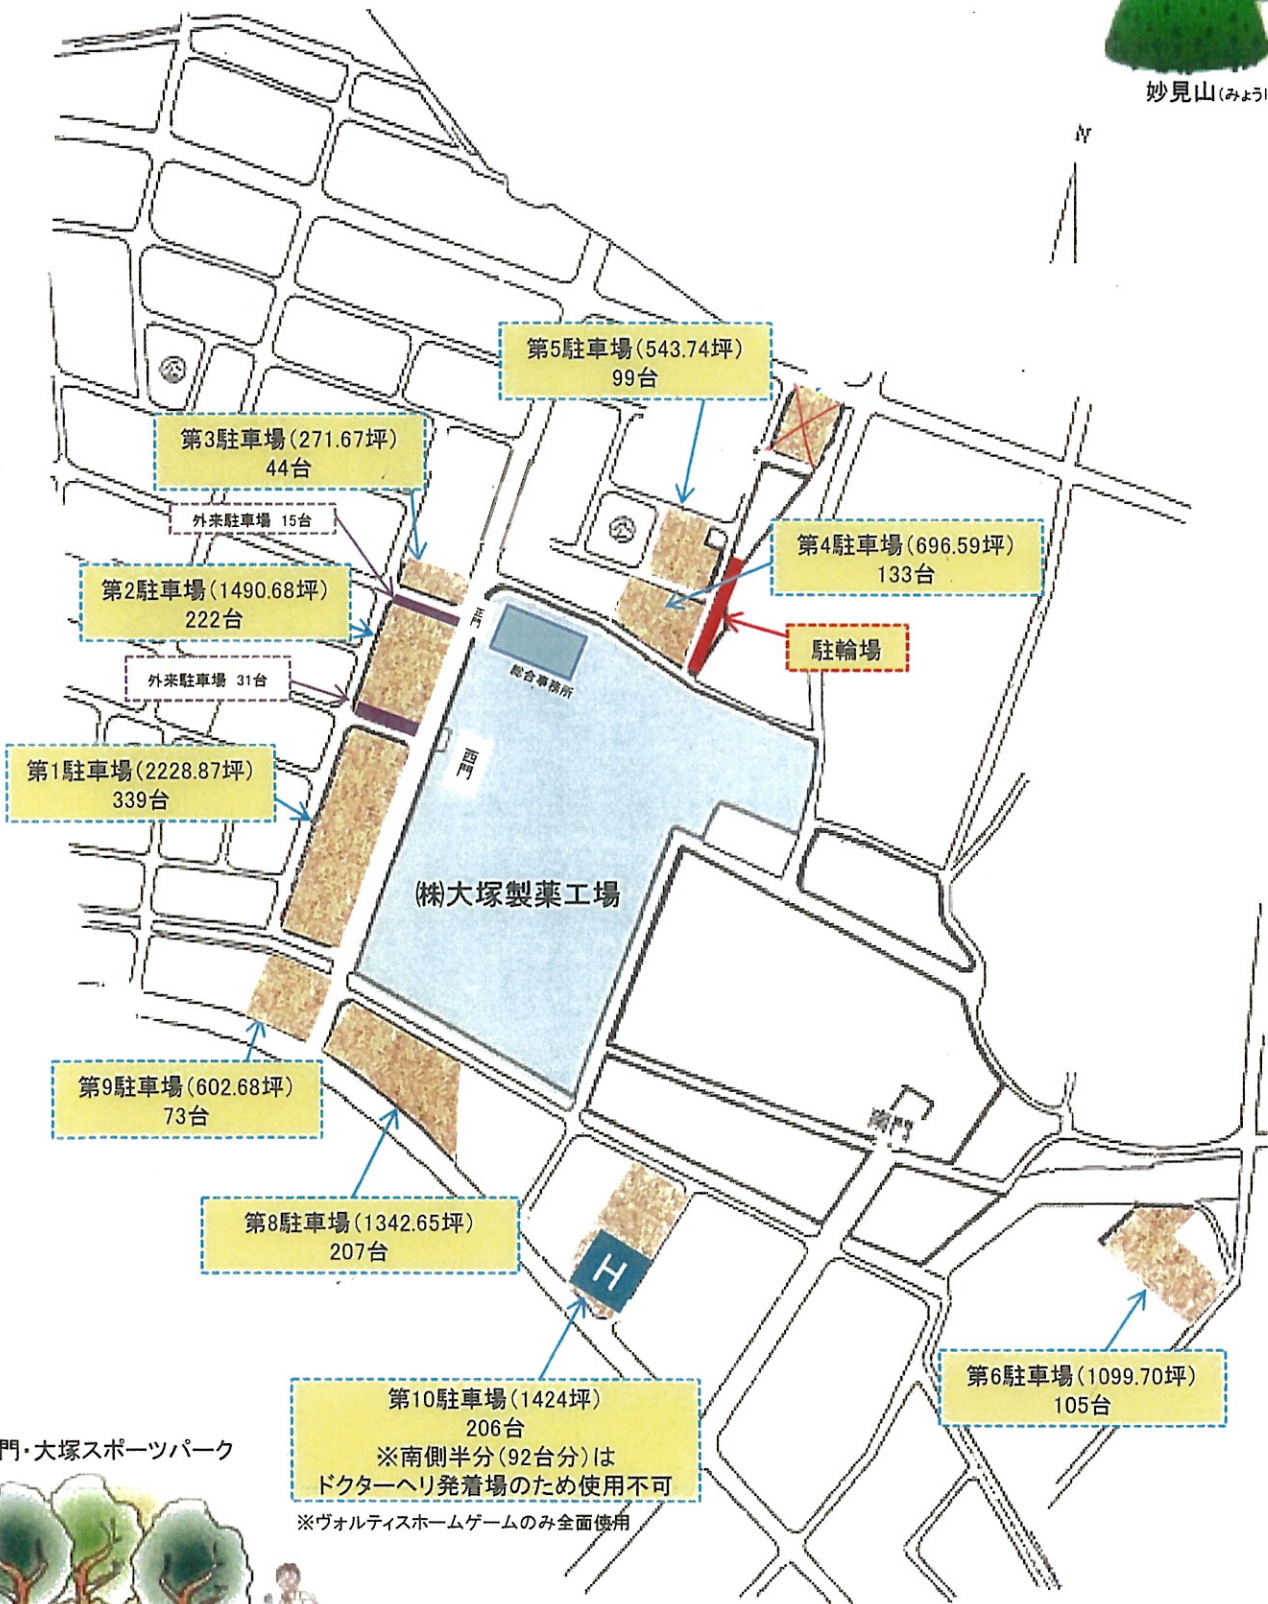 妙見山(みょう
N
第5駐車場(543.74坪)
99台
公
第3駐車場(271.67坪)
44台
外来駐車場 15台
公
第4駐車場(696.59坪)
133台
第2駐車場(1490.68坪)
222台
正門
総合事務所
駐輪場
外来駐車場 31台
西門
第1駐車場(2228.87坪)
339台
㈱大塚製薬工場
第9駐車場(602.68坪)
73台
南門
第8駐車場(1342.65坪)
207台
H
第6駐車場(1099.70坪)
105台
第10駐車場(1424坪)
206台
※南側半分(92台分)は
ドクターヘリ発着場のため使用不可
※ヴォルティスホームゲームのみ全面使用
門・大塚スポーツパーク